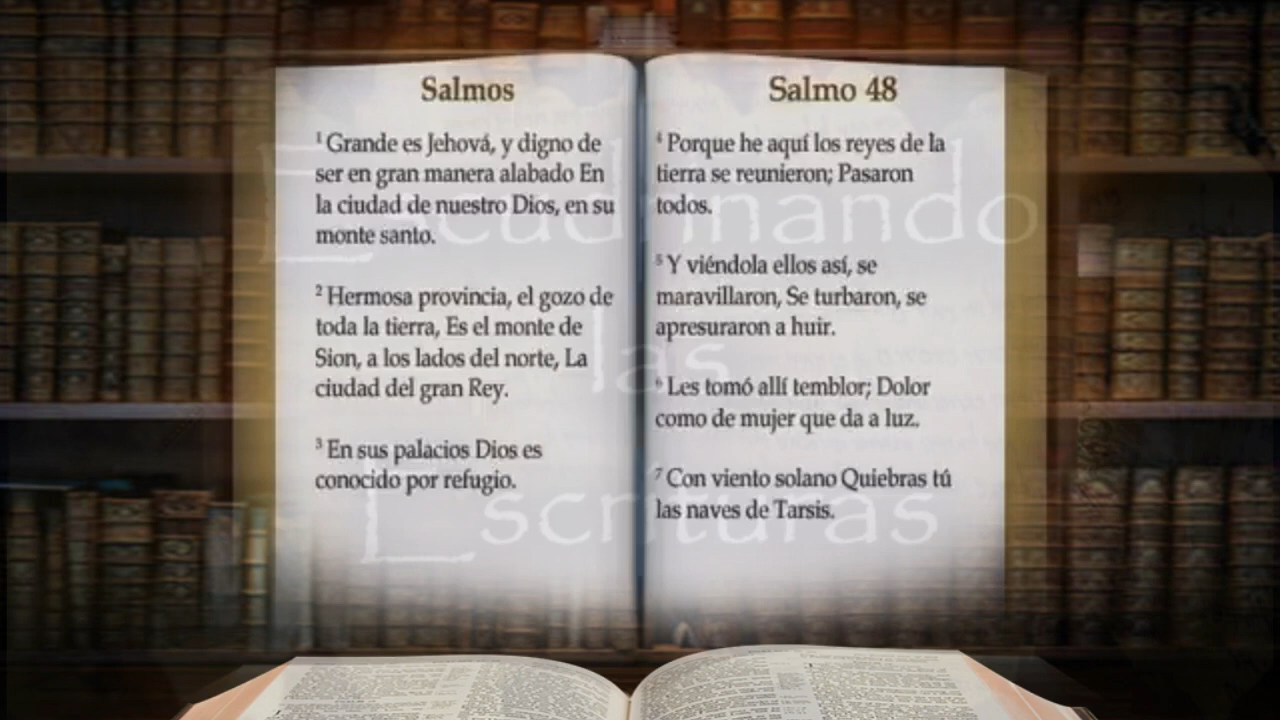 Salmos
¹ Grande es Jehová, y digno de
ser en gran manera alabado En
la ciudad de nuestro Dios, en su
monte santo.
² Hermosa provincia, el gozo de
toda la tierra, Es el monte de
Sion, a los lados del norte, La
ciudad del gran Rey.
³ En sus palacios Dios es
conocido por refugio.
Salmo 48
⁴ Porque he aquí los reyes de la
tierra se reunieron; Pasaron
todos.
⁵ Y viéndola ellos así, se
maravillaron, Se turbaron, se
apresuraron a huir.
⁶ Les tomó allí temblor; Dolor
como de mujer que da a luz.
⁷ Con viento solano Quiebras tú
las naves de Tarsis.
Escudriñando
las
Escrituras